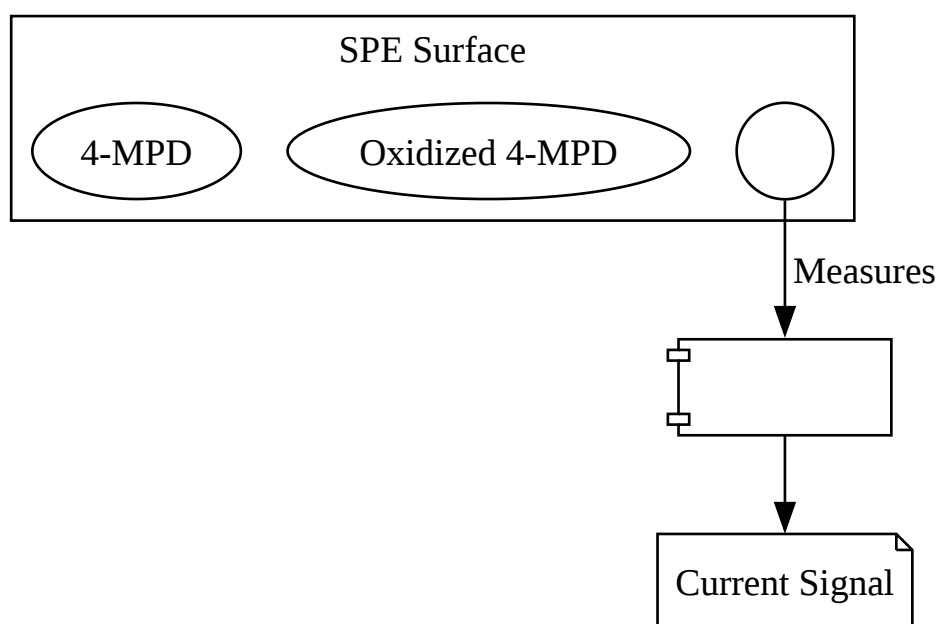 SPE Surface
4-MPD
Oxidized 4-MPD
Measures
Current Signal